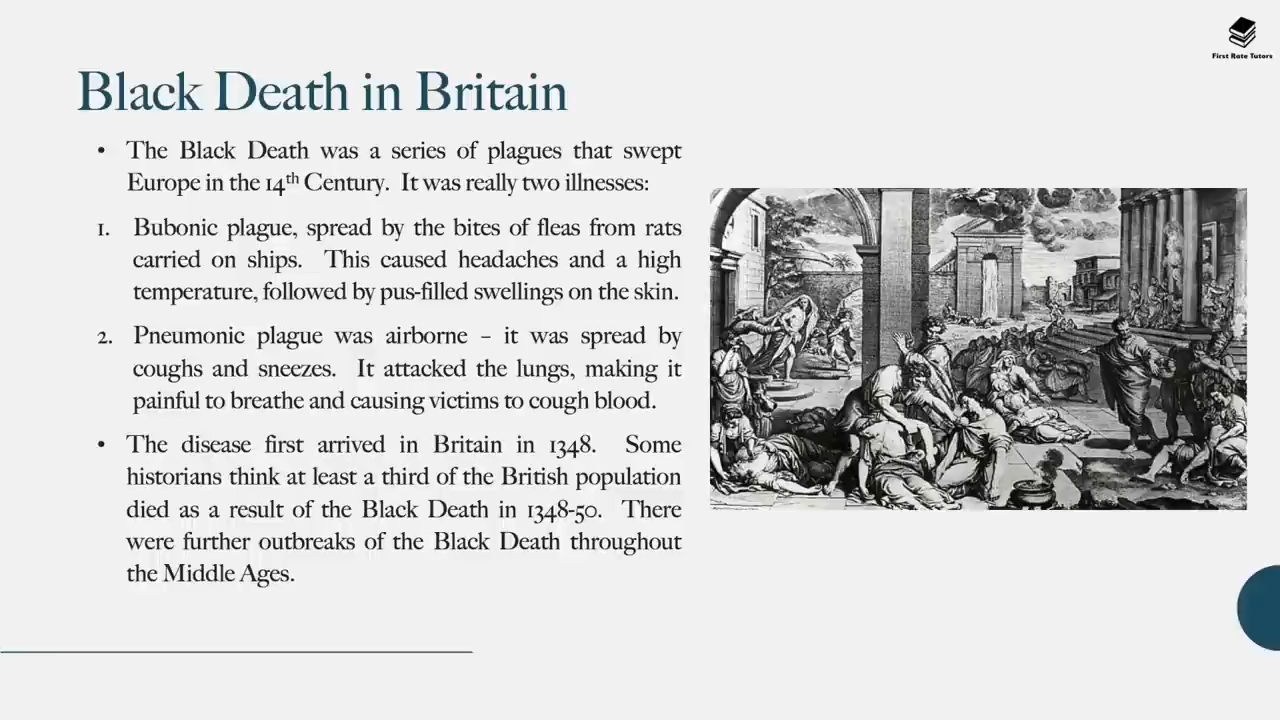 First Rate Tutors
Black Death in Britain
• The Black Death was a series of plagues that swept
Europe in the 14th Century. It was really two illnesses:
1. Bubonic plague, spread by the bites of fleas from rats
carried on ships. This caused headaches and a high
temperature, followed by pus-filled swellings on the skin.
2. Pneumonic plague was airborne – it was spread by
coughs and sneezes. It attacked the lungs, making it
painful to breathe and causing victims to cough blood.
• The disease first arrived in Britain in 1348. Some
historians think at least a third of the British population
died as a result of the Black Death in 1348-50. There
were further outbreaks of the Black Death throughout
the Middle Ages.